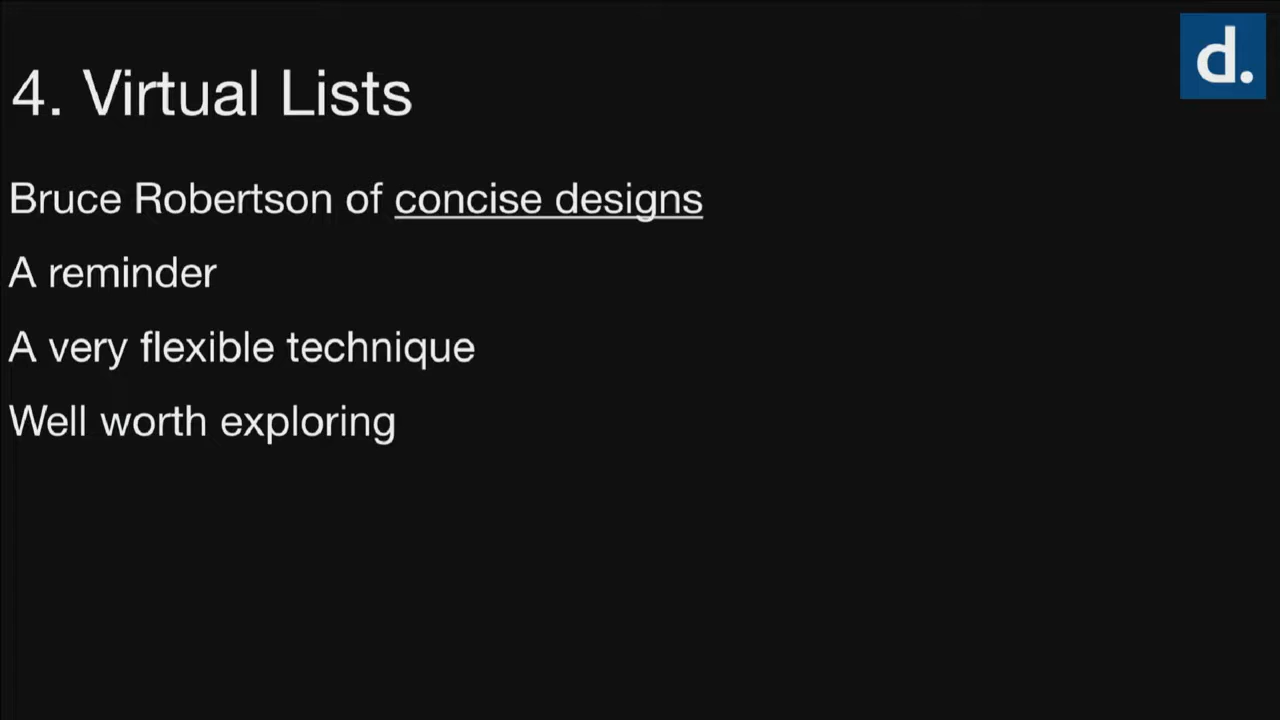 d.
4. Virtual Lists
Bruce Robertson of concise designs
A reminder
A very flexible technique
Well worth exploring